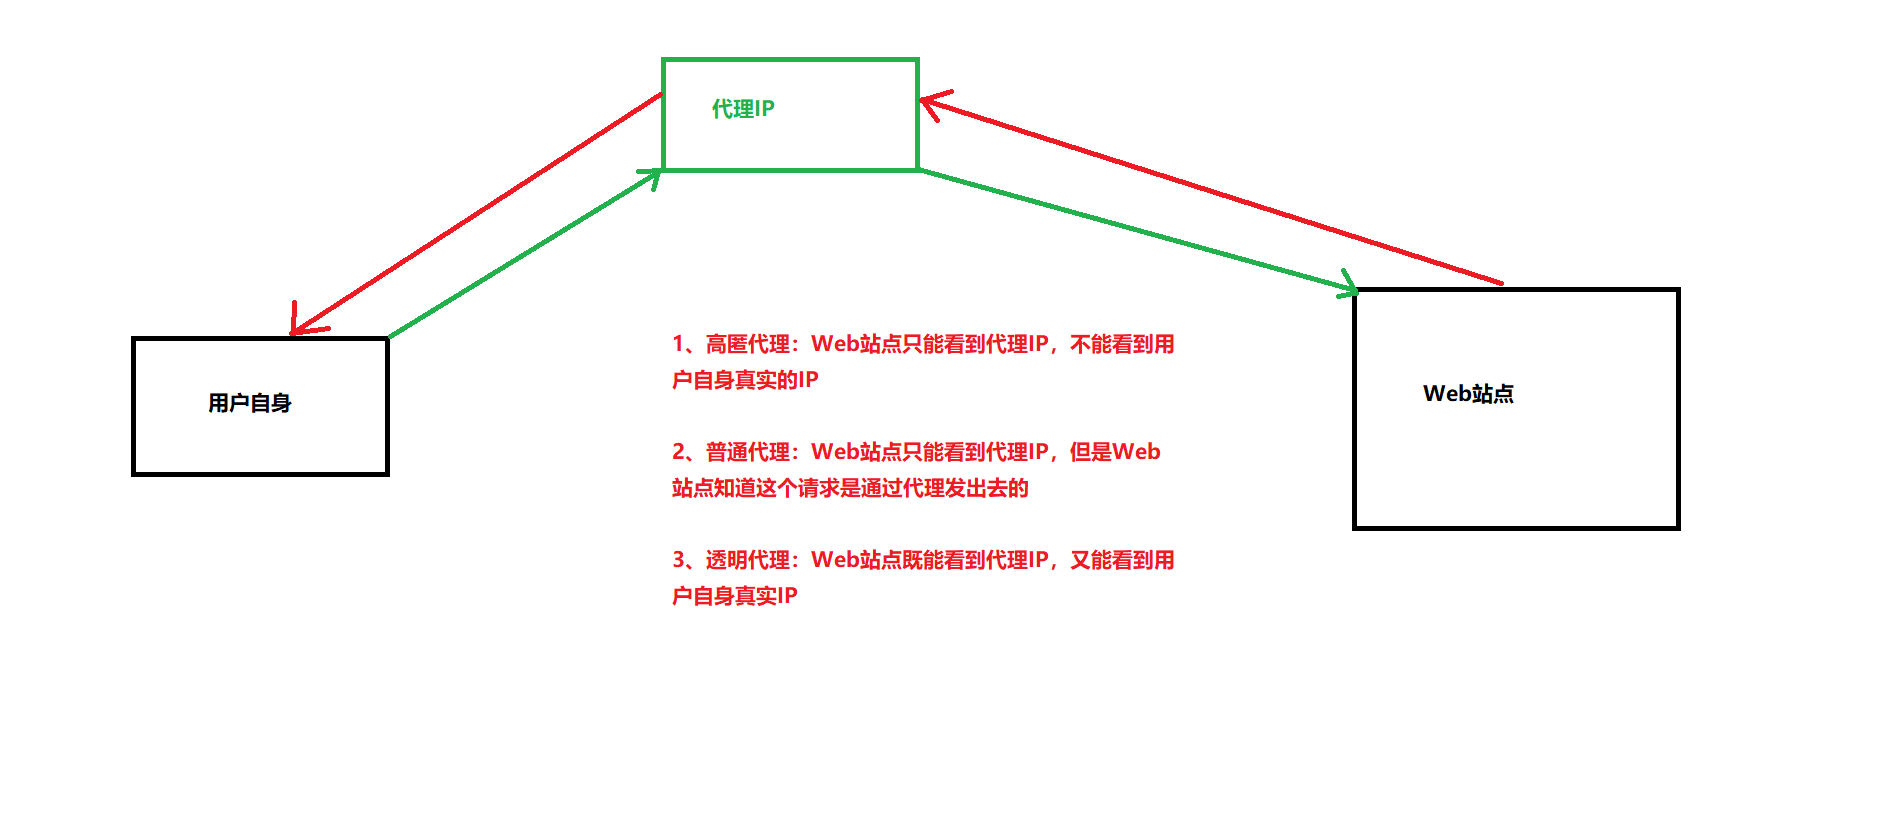 代理IP
用户自身
1、高匿代理：Web站点只能看到代理IP，不能看到用
户自身真实的IP
2、普通代理：Web站点只能看到代理IP，但是Web
站点知道这个请求是通过代理发出去的
3、透明代理：Web站点既能看到代理IP，又能看到用
户自身真实IP
Web站点